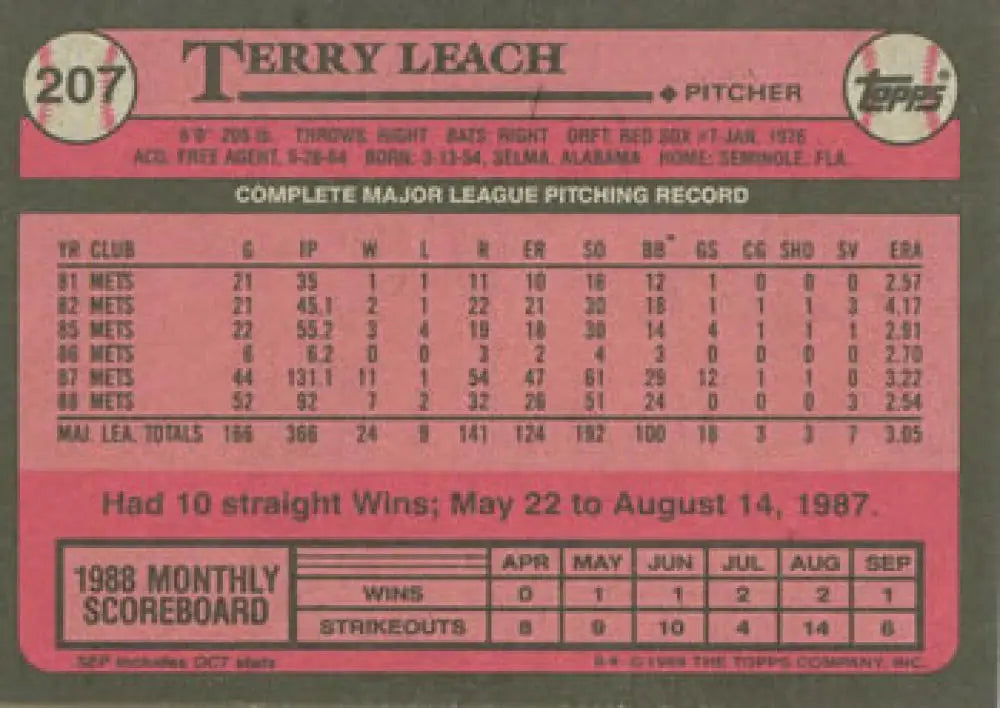 207
TERRY LEACH
PITCHER
Topps®
6'0" 205 lb. THROWS: RIGHT BATS: RIGHT DRFT: RED SOX #7-JAN. 1976
ACQ. FREE AGENT, 5-26-84 BORN: 3-13-54, SELMA, ALABAMA HOME: SEMINOLE, FLA.
COMPLETE MAJOR LEAGUE PITCHING RECORD
YR CLUB G IP W L R ER SO BB GS CG SHO SV ERA
81 METS 21 35 1 1 11 10 16 12 1 0 0 0 2.57
82 METS 21 45.1 2 1 22 21 30 18 1 1 1 3 4.17
85 METS 22 55.2 3 4 19 18 30 14 4 1 1 1 2.91
86 METS 6 6.2 0 0 3 2 4 3 0 0 0 0 2.70
87 METS 44 131.1 11 1 54 47 61 29 12 1 1 0 3.22
88 METS 52 92 7 2 32 26 51 24 0 0 0 3 2.54
MAJ. LEA. TOTALS 166 366 24 9 141 124 192 100 18 3 3 7 3.05
Had 10 straight Wins; May 22 to August 14, 1987.
1988 MONTHLY SCOREBOARD
APR MAY JUN JUL AUG SEP
WINS 0 1 1 2 2 1
STRIKEOUTS 8 9 10 4 14 6
SEP includes OCT stats
© 1989 THE TOPPS COMPANY, INC.